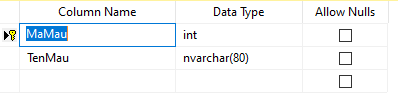 Column Name Data Type Allow Nulls
MaMau int
TenMau nvarchar(80)